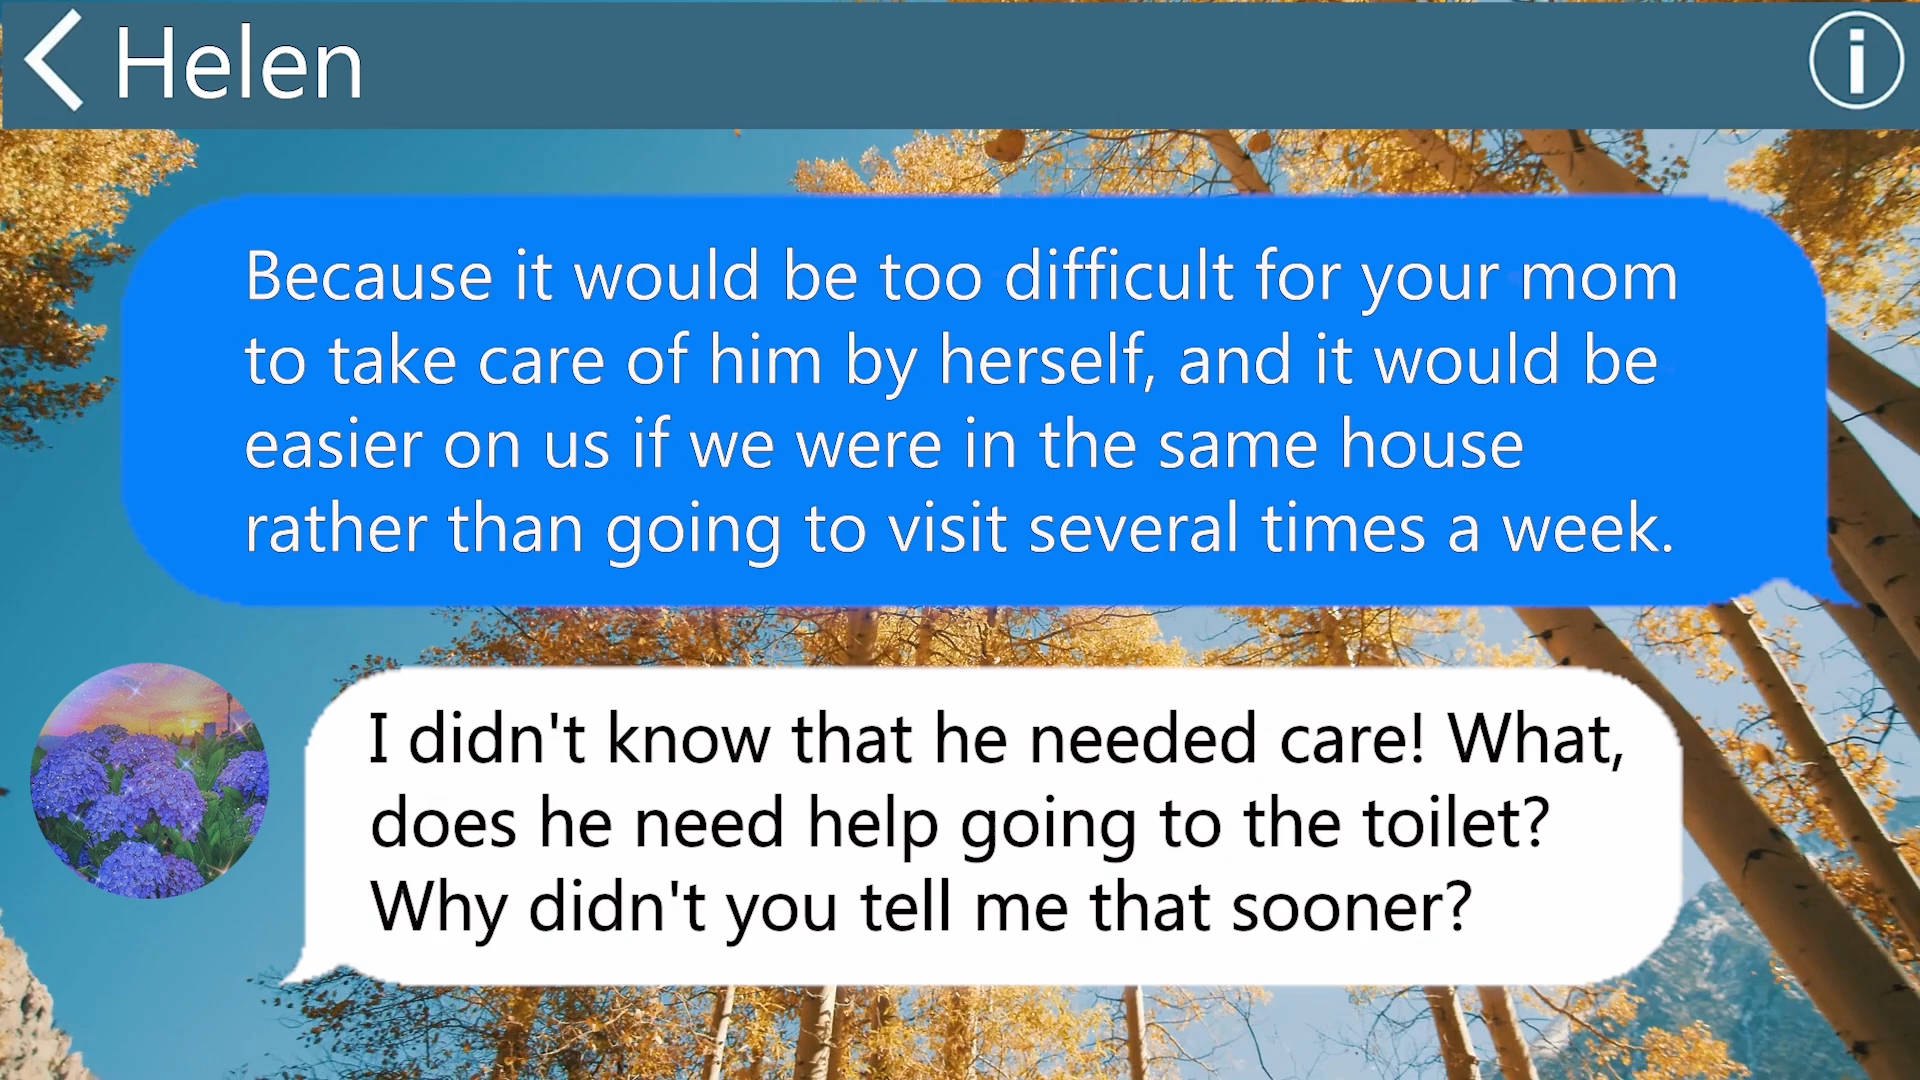 Helen
Because it would be too difficult for your mom
to take care of him by herself, and it would be
easier on us if we were in the same house
rather than going to visit several times a week.
I didn't know that he needed care! What,
does he need help going to the toilet?
Why didn't you tell me that sooner?